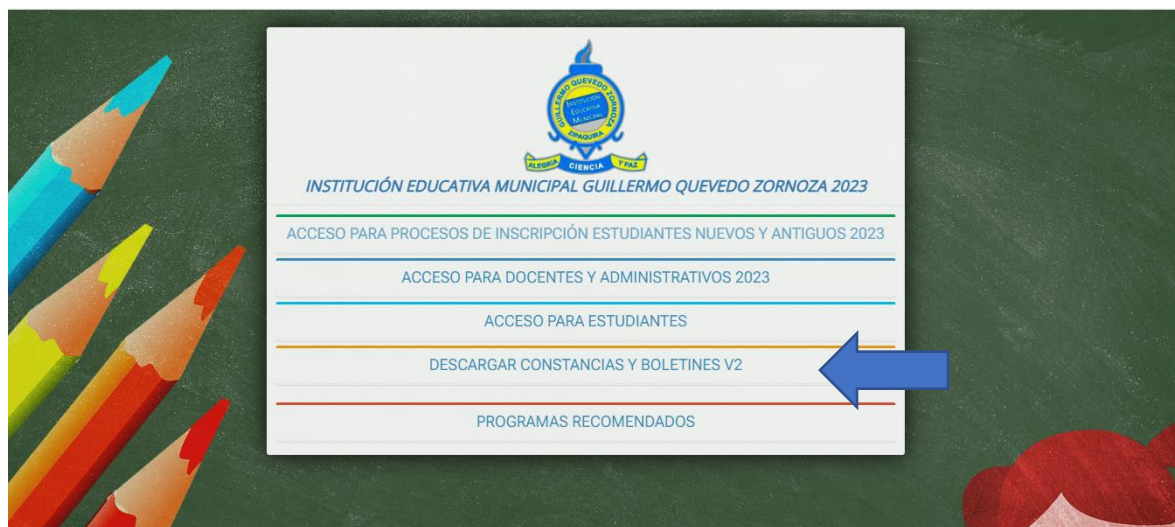 GUILLERMO QUEVEDO ZORNOZA
INSTITUCIÓN
EDUCATIVA
MUNICIPAL
ZIPAQUIRA
ALEGRIA CIENCIA Y PAZ
INSTITUCIÓN EDUCATIVA MUNICIPAL GUILLERMO QUEVEDO ZORNOZA 2023
ACCESO PARA PROCESOS DE INSCRIPCIÓN ESTUDIANTES NUEVOS Y ANTIGUOS 2023
ACCESO PARA DOCENTES Y ADMINISTRATIVOS 2023
ACCESO PARA ESTUDIANTES
DESCARGAR CONSTANCIAS Y BOLETINES V2
PROGRAMAS RECOMENDADOS